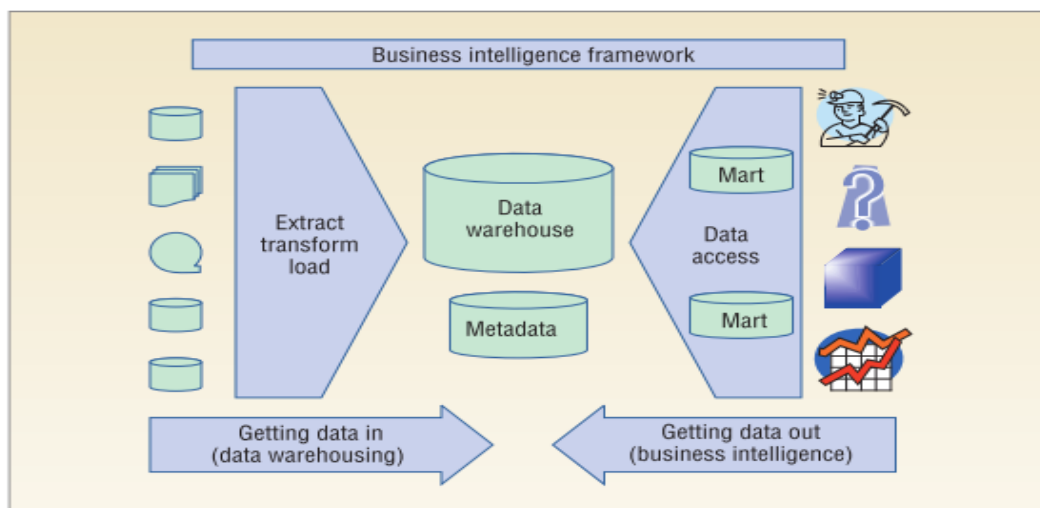 Business intelligence framework
Extract
transform
load
Data
warehouse
Metadata
Mart
Data
access
Mart
?
Getting data in
(data warehousing)
Getting data out
(business intelligence)